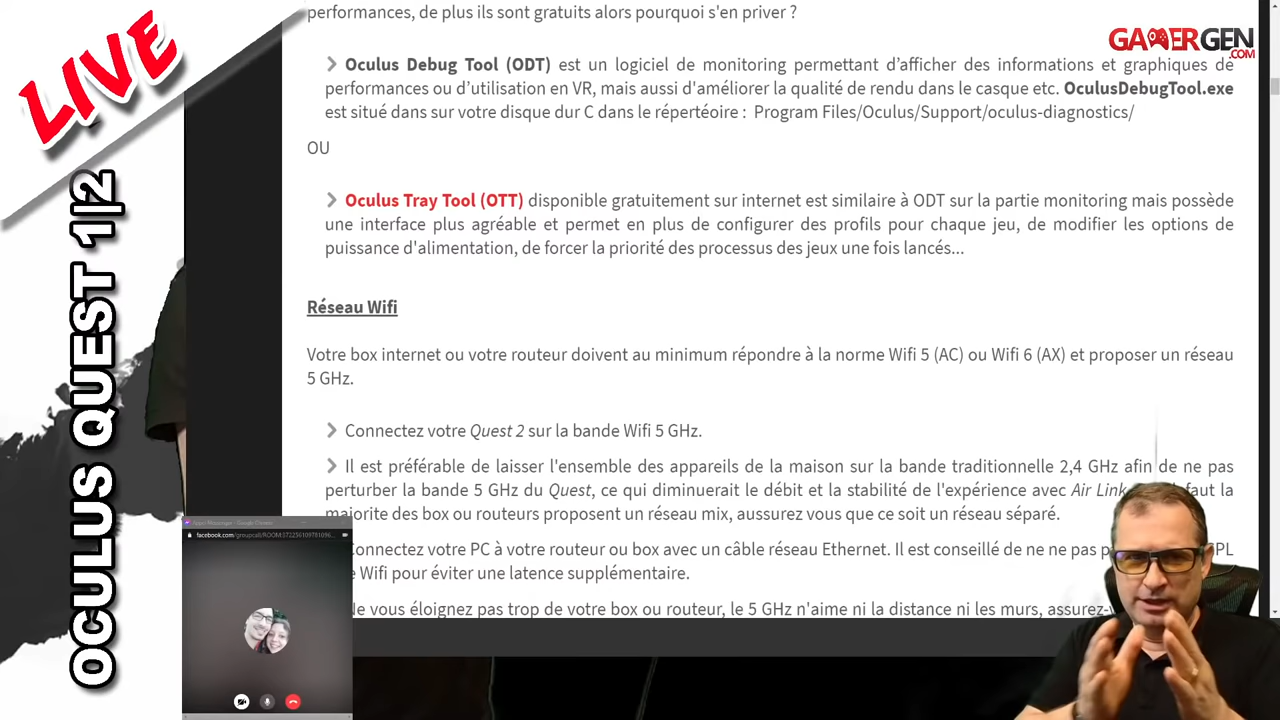 LIVE
OCULUS QUEST 1|2
GAMERGEN
.COM
performances, de plus ils sont gratuits alors pourquoi s'en priver ?
Oculus Debug Tool (ODT) est un logiciel de monitoring permettant d’afficher des informations et graphiques de
performances ou d’utilisation en VR, mais aussi d'améliorer la qualité de rendu dans le casque etc. OculusDebugTool.exe
est situé dans sur votre disque dur C dans le répertéoire : Program Files/Oculus/Support/oculus-diagnostics/
OU
Oculus Tray Tool (OTT) disponible gratuitement sur internet est similaire à ODT sur la partie monitoring mais possède
une interface plus agréable et permet en plus de configurer des profils pour chaque jeu, de modifier les options de
puissance d'alimentation, de forcer la priorité des processus des jeux une fois lancés...
Réseau Wifi
Votre box internet ou votre routeur doivent au minimum répondre à la norme Wifi 5 (AC) ou Wifi 6 (AX) et proposer un réseau
5 GHz.
Connectez votre Quest 2 sur la bande Wifi 5 GHz.
Il est préférable de laisser l'ensemble des appareils de la maison sur la bande traditionnelle 2,4 GHz afin de ne pas
perturber la bande 5 GHz du Quest, ce qui diminuerait le débit et la stabilité de l'expérience avec Air Link faut la
majorite des box ou routeurs proposent un réseau mix, aussurez vous que ce soit un réseau séparé.
Connectez votre PC à votre routeur ou box avec un câble réseau Ethernet. Il est conseillé de ne ne pas CPL
Wifi pour éviter une latence supplémentaire.
Ne vous éloignez pas trop de votre box ou routeur, le 5 GHz n'aime ni la distance ni les murs,